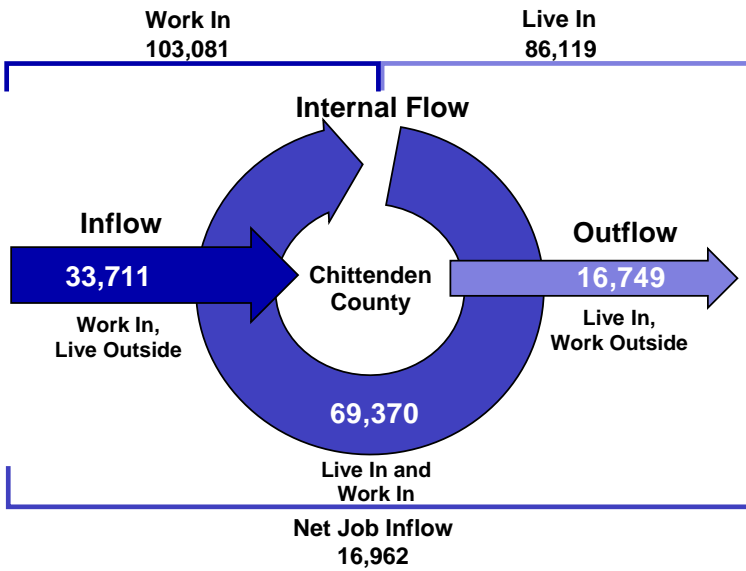 Work In
103,081
Live In
86,119
Internal Flow
Inflow
33,711
Work In,
Live Outside
Chittenden
County
Outflow
16,749
Live In,
Work Outside
69,370
Live In and
Work In
Net Job Inflow
16,962